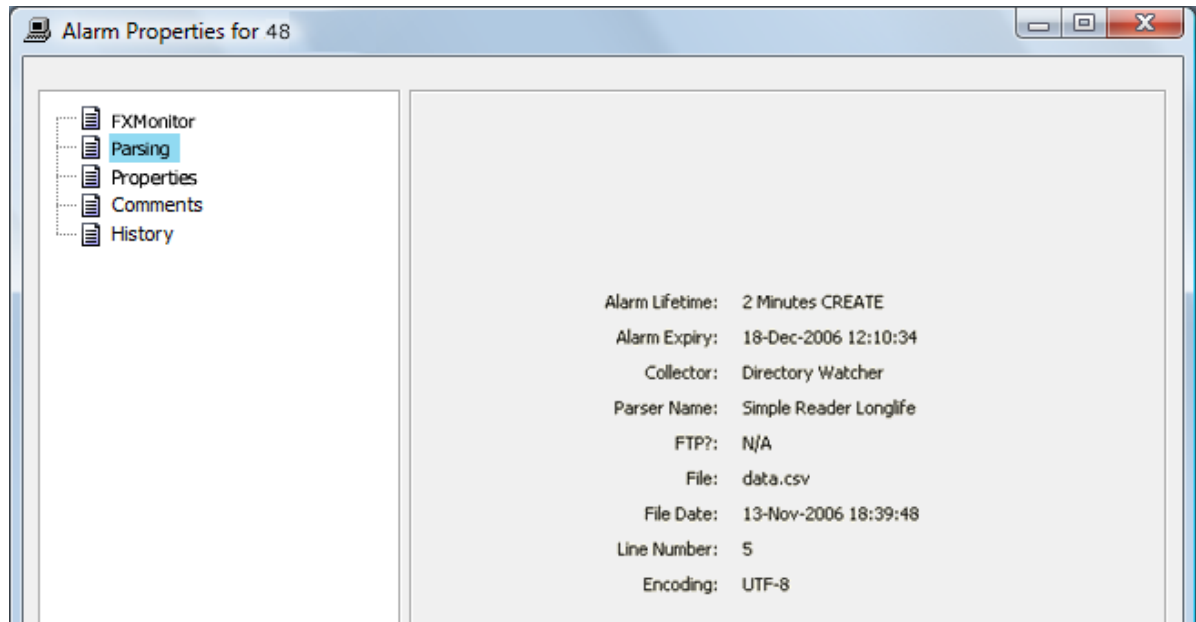 Alarm Properties for 48
FXMonitor
Parsing
Properties
Comments
History
Alarm Lifetime: 2 Minutes CREATE
Alarm Expiry: 18-Dec-2006 12:10:34
Collector: Directory Watcher
Parser Name: Simple Reader Longlife
FTP?: N/A
File: data.csv
File Date: 13-Nov-2006 18:39:48
Line Number: 5
Encoding: UTF-8